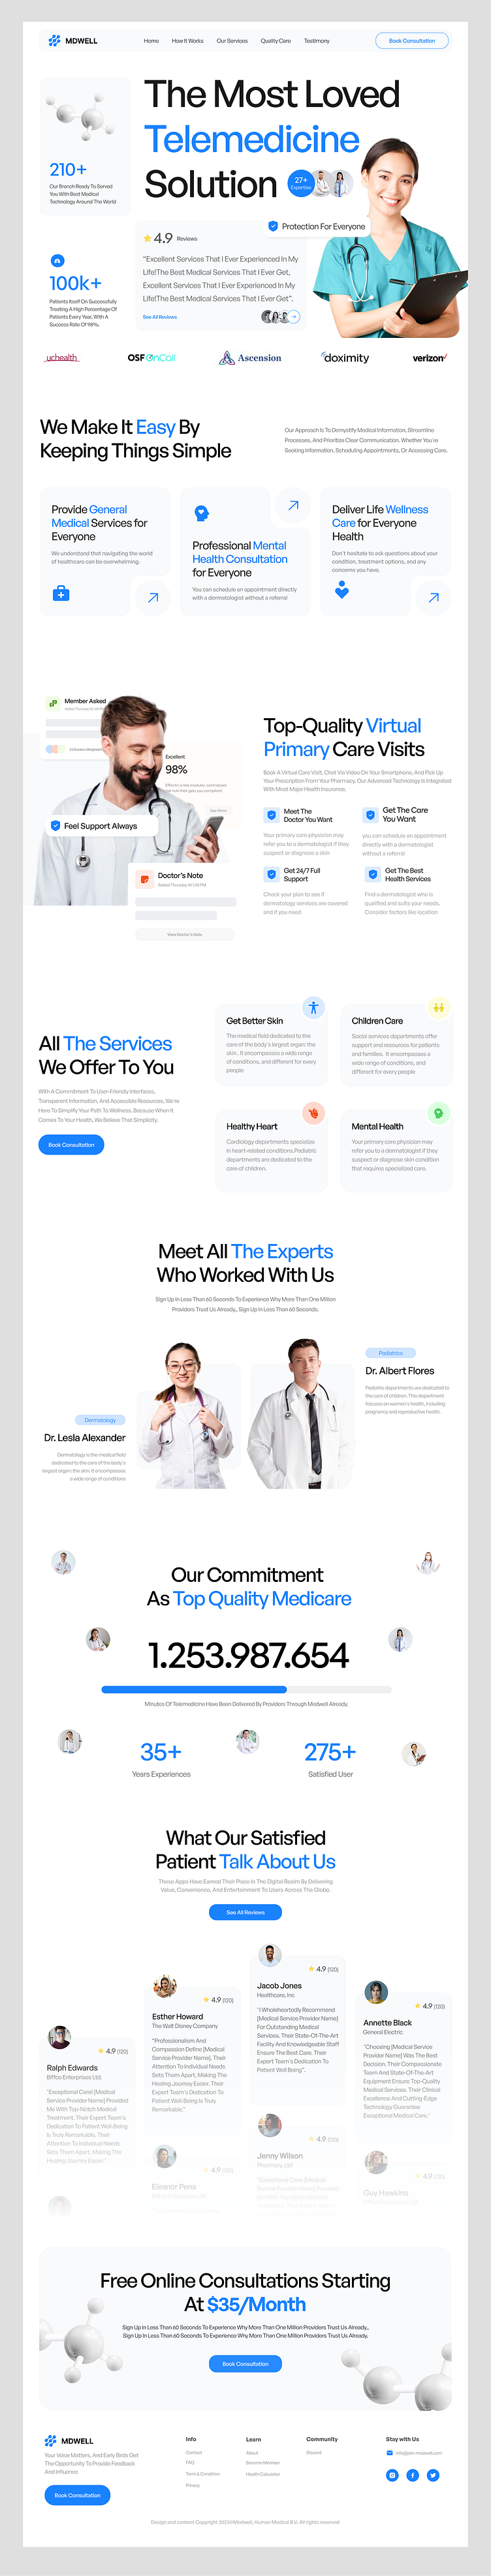 MDWELL
Home
How It Works
Our Services
Quality Care
Testimony
Book Consultation
The Most Loved
Telemedicine
Solution
27+
Expertise
210+
Our Branch Ready To Served
You With Best Medical
Technology Around The World
100k+
Patients Itself On Successfully
Treating A High Percentage Of
Patients Every Year, With A
Success Rate Of 98%.
Protection For Everyone
4.9 Reviews
"Excellent Services That I Ever Experienced In My
Life!The Best Medical Services That I Ever Get,
Excellent Services That I Ever Experienced In My
Life!The Best Medical Services That I Ever Get".
See All Reviews
uchealth
OSF OnCall
Ascension
doximity
verizon
We Make It Easy By
Keeping Things Simple
Our Approach Is To Demystify Medical Information, Streamline
Processes, And Prioritize Clear Communication. Whether You're
Seeking Information, Scheduling Appointments, Or Accessing Care.
Provide General
Medical Services for
Everyone
We understand that navigating the world
of healthcare can be overwhelming.
Professional Mental
Health Consultation
for Everyone
You can schedule an appointment directly
with a dermatologist without a referral
Deliver Life Wellness
Care for Everyone
Health
Don't hesitate to ask questions about your
condition, treatment options, and any
concerns you have.
Member Asked
Excellent
98%
See More
Feel Support Always
Doctor's Note
Added Thursday At 1:05 PM
View Doctor's Note
Top-Quality Virtual
Primary Care Visits
Book A Virtual Care Visit, Chat Via Video On Your Smartphone, And Pick Up
Your Prescription From Your Pharmacy. Our Advanced Technology Is Integrated
With Most Major Health Insurance,
Meet The
Doctor You Want
Your primary care physician may
refer you to a dermatologist if they
suspect or diagnose a skin
Get The Care
You Want
you can schedule an appointment
directly with a dermatologist
without a referral
Get 24/7 Full
Support
Check your plan to see if
dermatology services are covered
and if you need
Get The Best
Health Services
Find a dermatologist who is
qualified and suits your needs.
Consider factors like location
All The Services
We Offer To You
With A Commitment To User-Friendly Interfaces,
Transparent Information, And Dedicated Resources, We're
Here To Simplify Your Path To Wellness. Because When It
Comes To Your Health, We Believe That Simplicity.
Book Consultation
Get Better Skin
The medical field dedicated to the
care of the body's largest organ: the
skin . It encompasses a wide range
of conditions, and different for every
people
Children Care
Social services departments offer
support and resources for patients
and families. It encompasses a
wide range of conditions, and
different for every people
Healthy Heart
Cardiology departments specialize
in heart-related conditions.Pediatric
departments are dedicated to the
care of children.
Mental Health
Your primary care physician may
refer you to a dermatologist if they
suspect or diagnose skin condition
that requires specialized care.
Meet All The Experts
Who Worked With Us
Sign Up In Less Than 60 Seconds To Experience Why More Than One Million
Providers Trust Us Already,. Sign Up In Less Than 60 Seconds.
Pediatrics
Dr. Albert Flores
Pediatric departments are dedicated to
the care of children. This department
focuses on women's health, including
pregnancy and reproductive health.
Dermatology
Dr. Lesla Alexander
Dermatology is the medical field
dedicated to the care of the body's
largest organ: the skin. It encompasses
a wide range of conditions
Our Commitment
As Top Quality Medicare
1.253.987.654
Minutes Of Telemedicine Have Been Delivered By Providers Through Medwell Already.
35+
Years Experiences
275+
Satisfied User
What Our Satisfied
Patient Talk About Us
These Apps Have Earned Their Place In The Digital Realm By Delivering
Value, Convenience, And Entertainment To Users Across The Globe.
See All Reviews
4.9 (120)
Ralph Edwards
Biffco Enterprises Ltd.
"Exceptional Care! [Medical
Service Provider Name] Provided
Me With Top-Notch Medical
Treatment. Their Expert Team's
Dedication To Patient Well-Being
Is Truly Remarkable. Their
Attention To Individual Needs
Sets Them Apart, Making The
Healing Journey Easier."
4.9 (120)
Esther Howard
The Walt Disney Company
"Professionalism And
Compassion Define [Medical
Service Provider Name]. Their
Attention To Individual Needs
Sets Them Apart, Making The
Healing Journey Easier. Their
Expert Team's Dedication To
Patient Well-Being Is Truly
Remarkable."
4.9 (120)
Eleanor Pena
4.9 (120)
Jacob Jones
Healthcare, Inc
"I Wholeheartedly Recommend
[Medical Service Provider Name]
For Outstanding Medical
Services. Their State-Of-The-Art
Facility And Knowledgeable Staff
Ensure The Best Care. Their
Expert Team's Dedication To
Patient Well Being".
4.9 (120)
Jenny Wilson
Pharmacy, Ltd
4.9 (120)
Annette Black
General Electric
"Choosing [Medical Service
Provider Name] Was The Best
Decision. Their Compassionate
Team And State-Of-The-Art
Equipment Ensure Top-Quality
Medical Services. Their Clinical
Excellence And Cutting-Edge
Technology Guarantee
Exceptional Medical Care."
4.9 (120)
Guy Hawkins
Free Online Consultations Starting
At $35/Month
Sign Up In Less Than 60 Seconds To Experience Why More Than One Million Providers Trust Us Already,.
Sign Up In Less Than 60 Seconds To Experience Why More Than One Million Providers Trust Us Already.
Book Consultation
MDWELL
Your Voice Matters, And Early Birds Get
The Opportunity To Provide Feedback
And Influence
Book Consultation
Info
Contact
FAQ
Term & Condition
Privacy
Learn
About
Become Member
Health Calculator
Community
Discord
Stay with Us